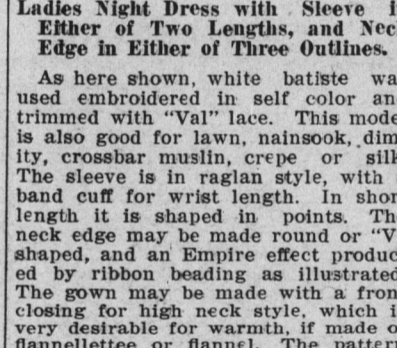 Ladies Night Dress with Sleeve i
Either of Two Lengths, and Nec
Edge in Either of Three Outlines.
As here shown, white batiste wa
used embroidered in self color an
trimmed with "Val" lace. This mode
is also good for lawn, nainsook, dim
ity, crossbar muslin, crepe or silk
The sleeve is in raglan style, with
band cuff for wrist length. In shor
length it is shaped in points. Th
neck edge may be made round or "V
shaped, and an Empire effect produc
ed by ribbon beading as illustrated
The gown may be made with a fron
closing for high neck style, which i
very desirable for warmth, if made o
flannellettee or flannel. The pattern